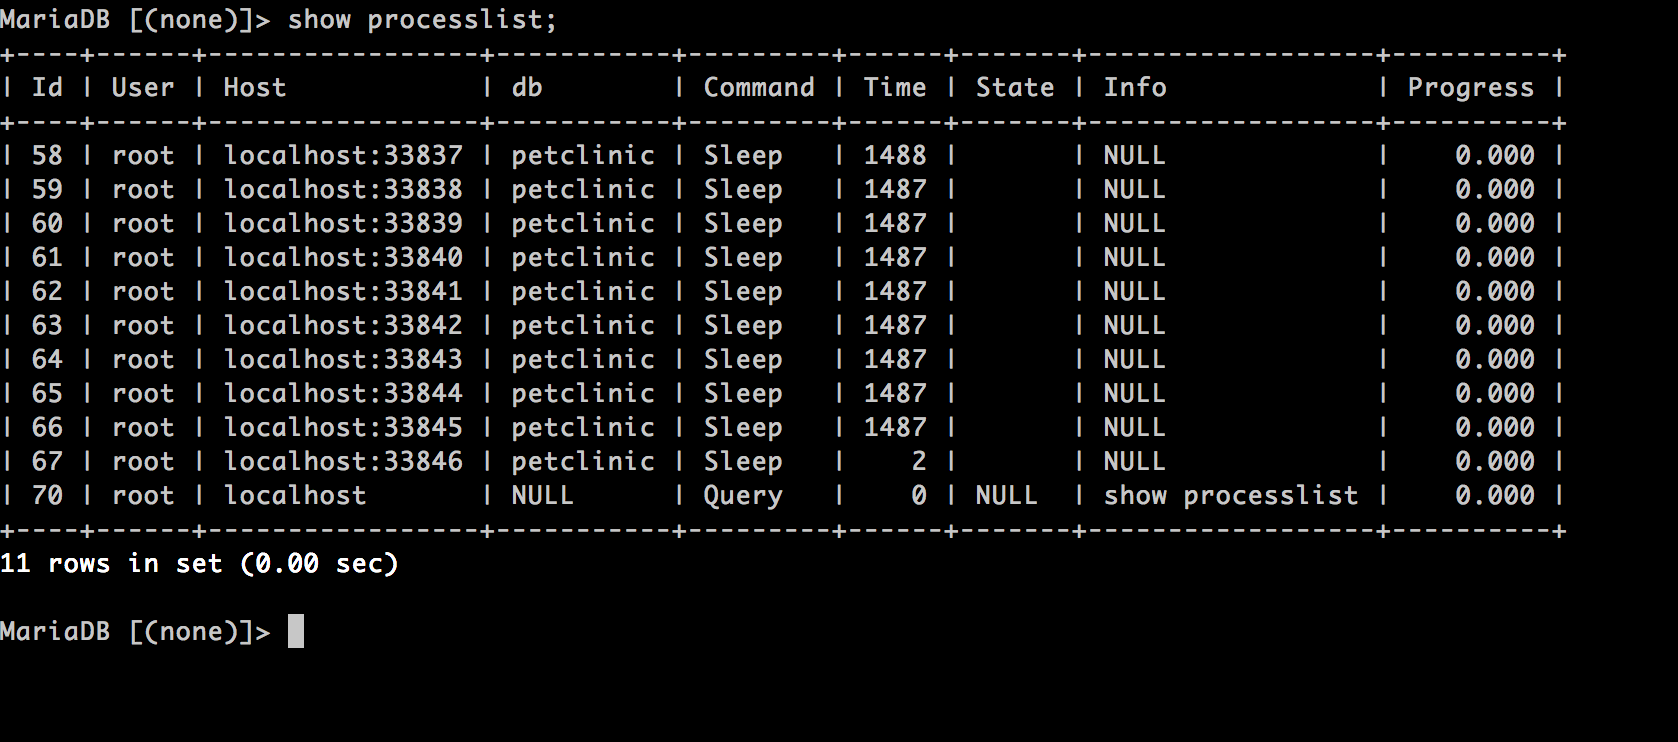 MariaDB [(none)]> show processlist;
+----+------+-----------------+-----------+---------+------+-------+------------------+----------+
| Id | User | Host            | db        | Command | Time | State | Info             | Progress |
+----+------+-----------------+-----------+---------+------+-------+------------------+----------+
| 58 | root | localhost:33837 | petclinic | Sleep   | 1488 |       | NULL             |    0.000 |
| 59 | root | localhost:33838 | petclinic | Sleep   | 1487 |       | NULL             |    0.000 |
| 60 | root | localhost:33839 | petclinic | Sleep   | 1487 |       | NULL             |    0.000 |
| 61 | root | localhost:33840 | petclinic | Sleep   | 1487 |       | NULL             |    0.000 |
| 62 | root | localhost:33841 | petclinic | Sleep   | 1487 |       | NULL             |    0.000 |
| 63 | root | localhost:33842 | petclinic | Sleep   | 1487 |       | NULL             |    0.000 |
| 64 | root | localhost:33843 | petclinic | Sleep   | 1487 |       | NULL             |    0.000 |
| 65 | root | localhost:33844 | petclinic | Sleep   | 1487 |       | NULL             |    0.000 |
| 66 | root | localhost:33845 | petclinic | Sleep   | 1487 |       | NULL             |    0.000 |
| 67 | root | localhost:33846 | petclinic | Sleep   |    2 |       | NULL             |    0.000 |
| 70 | root | localhost       | NULL      | Query   |    0 | NULL  | show processlist |    0.000 |
+----+------+-----------------+-----------+---------+------+-------+------------------+----------+
11 rows in set (0.00 sec)
MariaDB [(none)]>